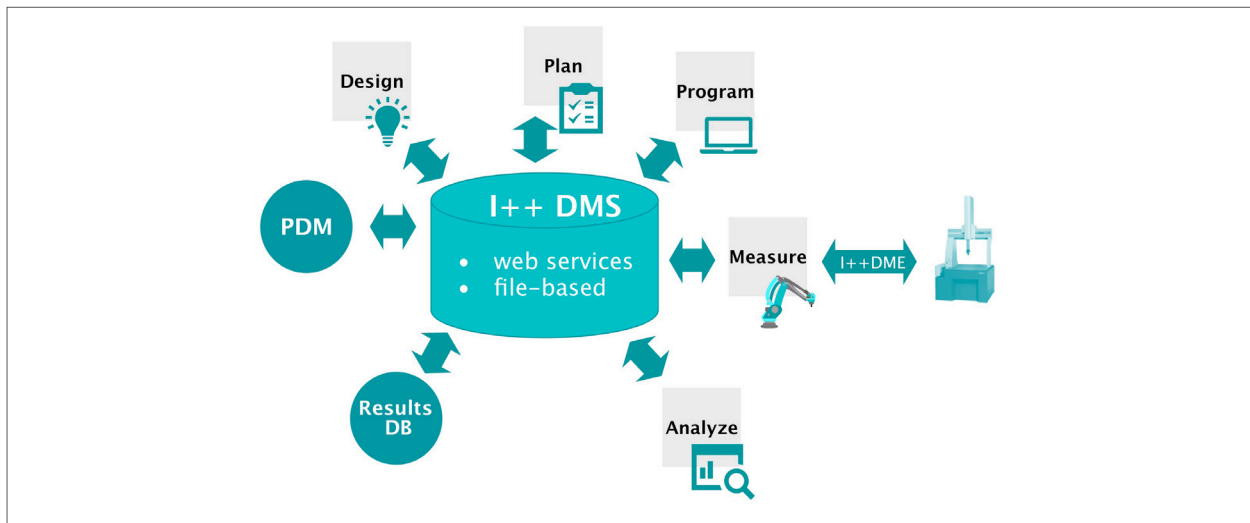 Design
Plan
Program
PDM
I++ DMS
• web services
• file-based
Measure
I++DME
Results
DB
Analyze